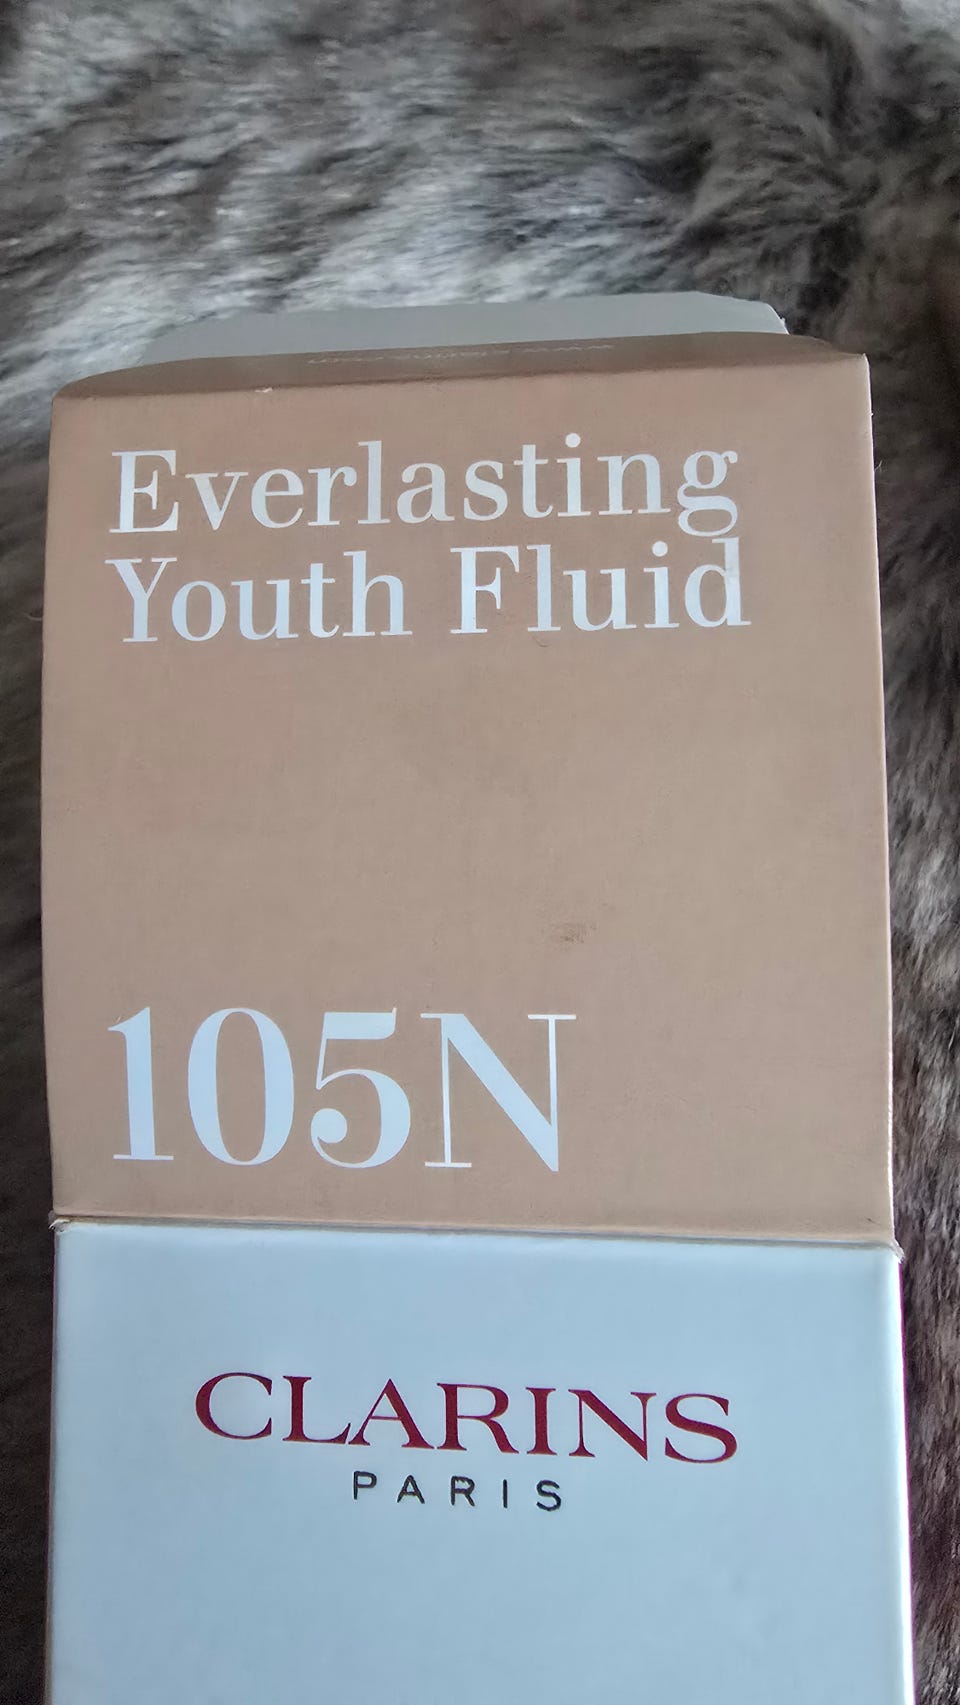 Everlasting
Youth Fluid
105N
CLARINS
PARIS